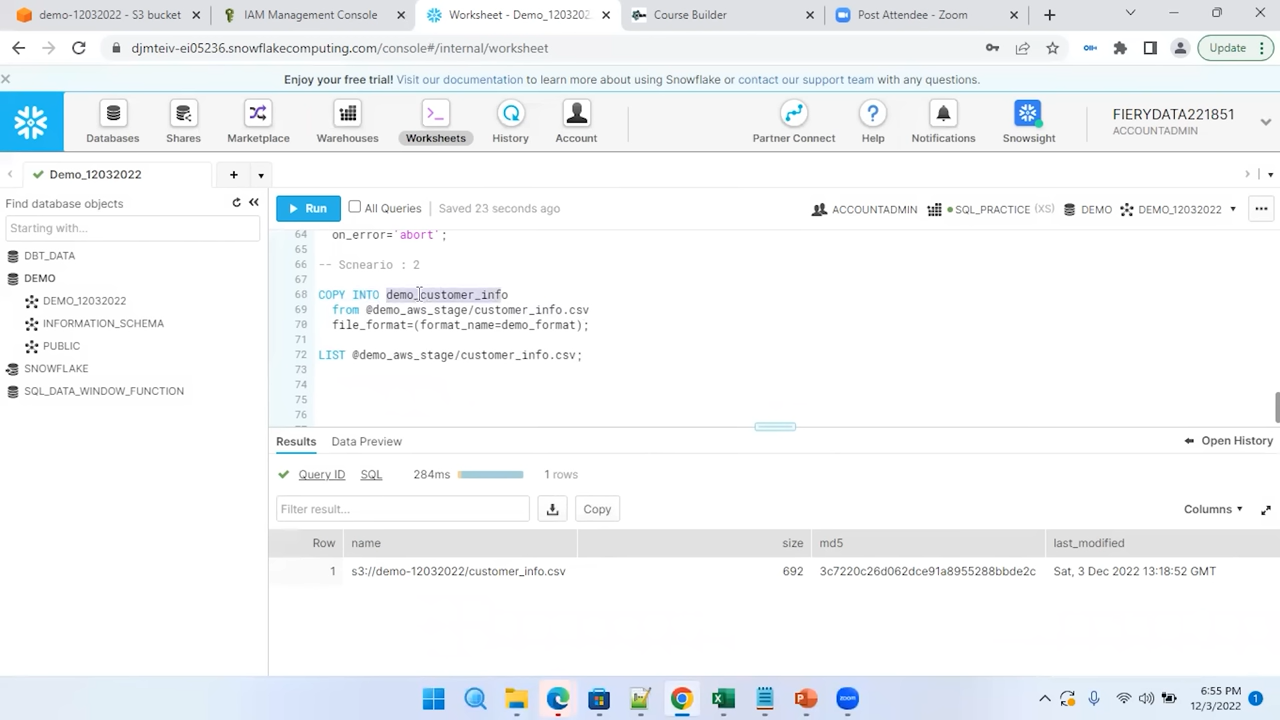 demo-12032022 - S3 bucket
IAM Management Console
Worksheet - Demo_1203202
Course Builder
Post Attendee - Zoom
djmteiv-ei05236.snowflakecomputing.com/console#/internal/worksheet
Update
Enjoy your free trial! Visit our documentation to learn more about using Snowflake or contact our support team with any questions.
Databases
Shares
Marketplace
Warehouses
Worksheets
History
Account
Partner Connect
Help
Notifications
Snowsight
FIERYDATA221851
ACCOUNTADMIN
Demo_12032022
Find database objects
Starting with...
DBT_DATA
DEMO
DEMO_12032022
INFORMATION_SCHEMA
PUBLIC
SNOWFLAKE
SQL_DATA_WINDOW_FUNCTION
Run
All Queries
Saved 23 seconds ago
ACCOUNTADMIN
SQL_PRACTICE (XS)
DEMO
DEMO_12032022
64 on_error='abort';
65
66 -- Scneario : 2
67
68 COPY INTO demo_customer_info
69 from @demo_aws_stage/customer_info.csv
70 file_format=(format_name=demo_format);
71
72 LIST @demo_aws_stage/customer_info.csv;
73
74
75
76
Results
Data Preview
Open History
Query ID SQL 284ms 1 rows
Filter result...
Copy
Columns
Row name size md5 last_modified
1 s3://demo-12032022/customer_info.csv 692 3c7220c26d062dce91a8955288bbde2c Sat, 3 Dec 2022 13:18:52 GMT
zoom
6:55 PM
12/3/2022
1